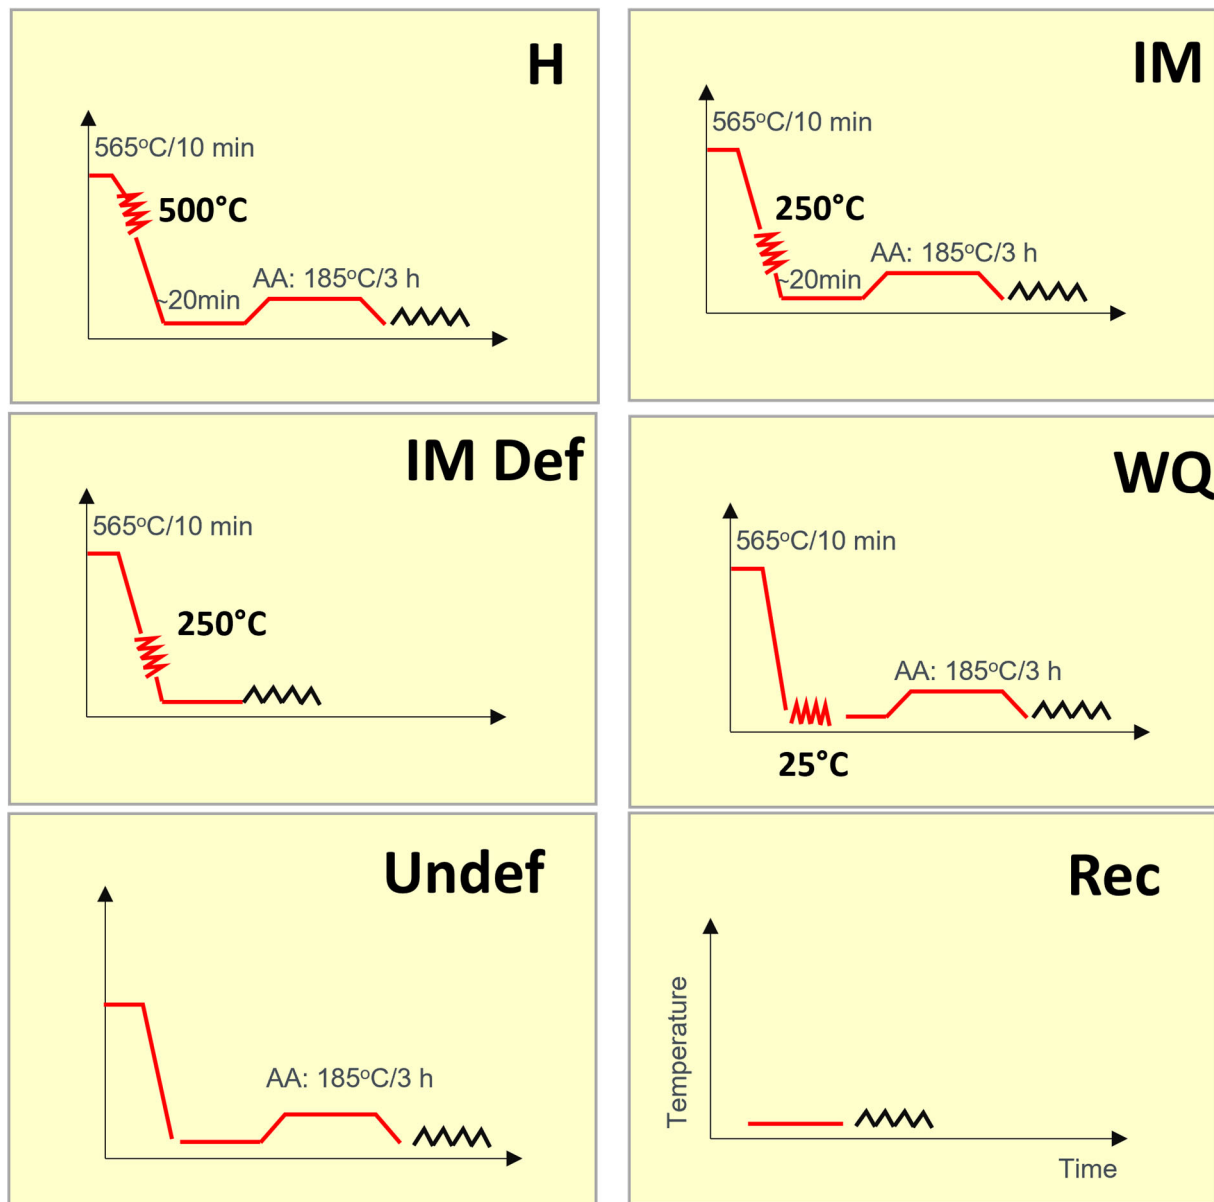 H
565°C/10 min
500°C
AA: 185°C/3 h
~20min
IM
565°C/10 min
250°C
AA: 185°C/3 h
~20min
IM Def
565°C/10 min
250°C
WQ
565°C/10 min
AA: 185°C/3 h
25°C
Undef
AA: 185°C/3 h
Rec
Temperature
Time